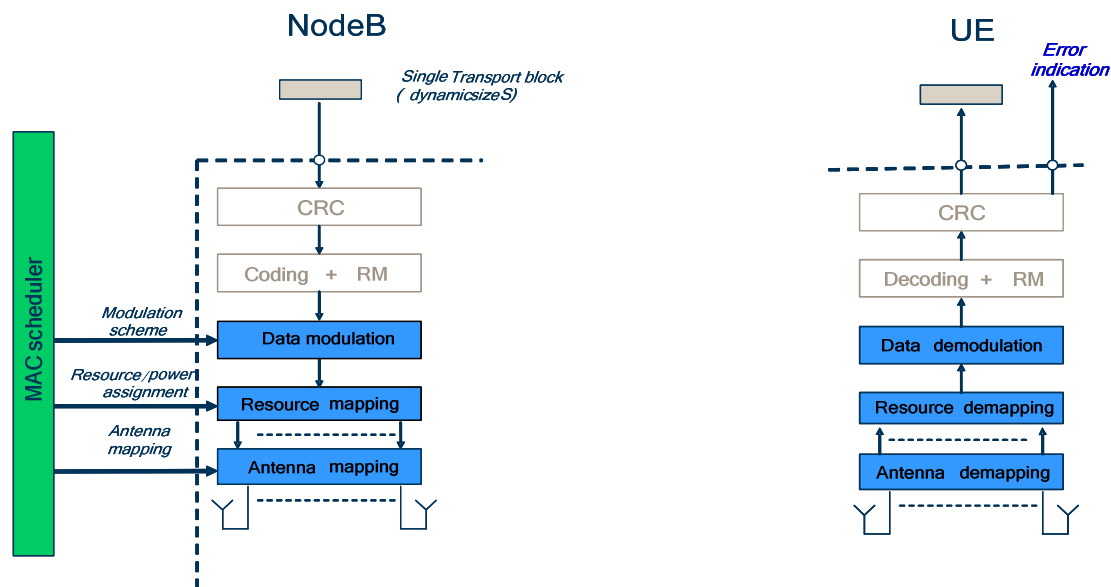 NodeB
UE
Single Transport block
( dynamicsizeS)
Error
indication
MAC scheduler
CRC
Coding + RM
Modulation
scheme
Data modulation
Resource/power
assignment
Resource mapping
Antenna
mapping
Antenna mapping
CRC
Decoding + RM
Data demodulation
Resource demapping
Antenna demapping